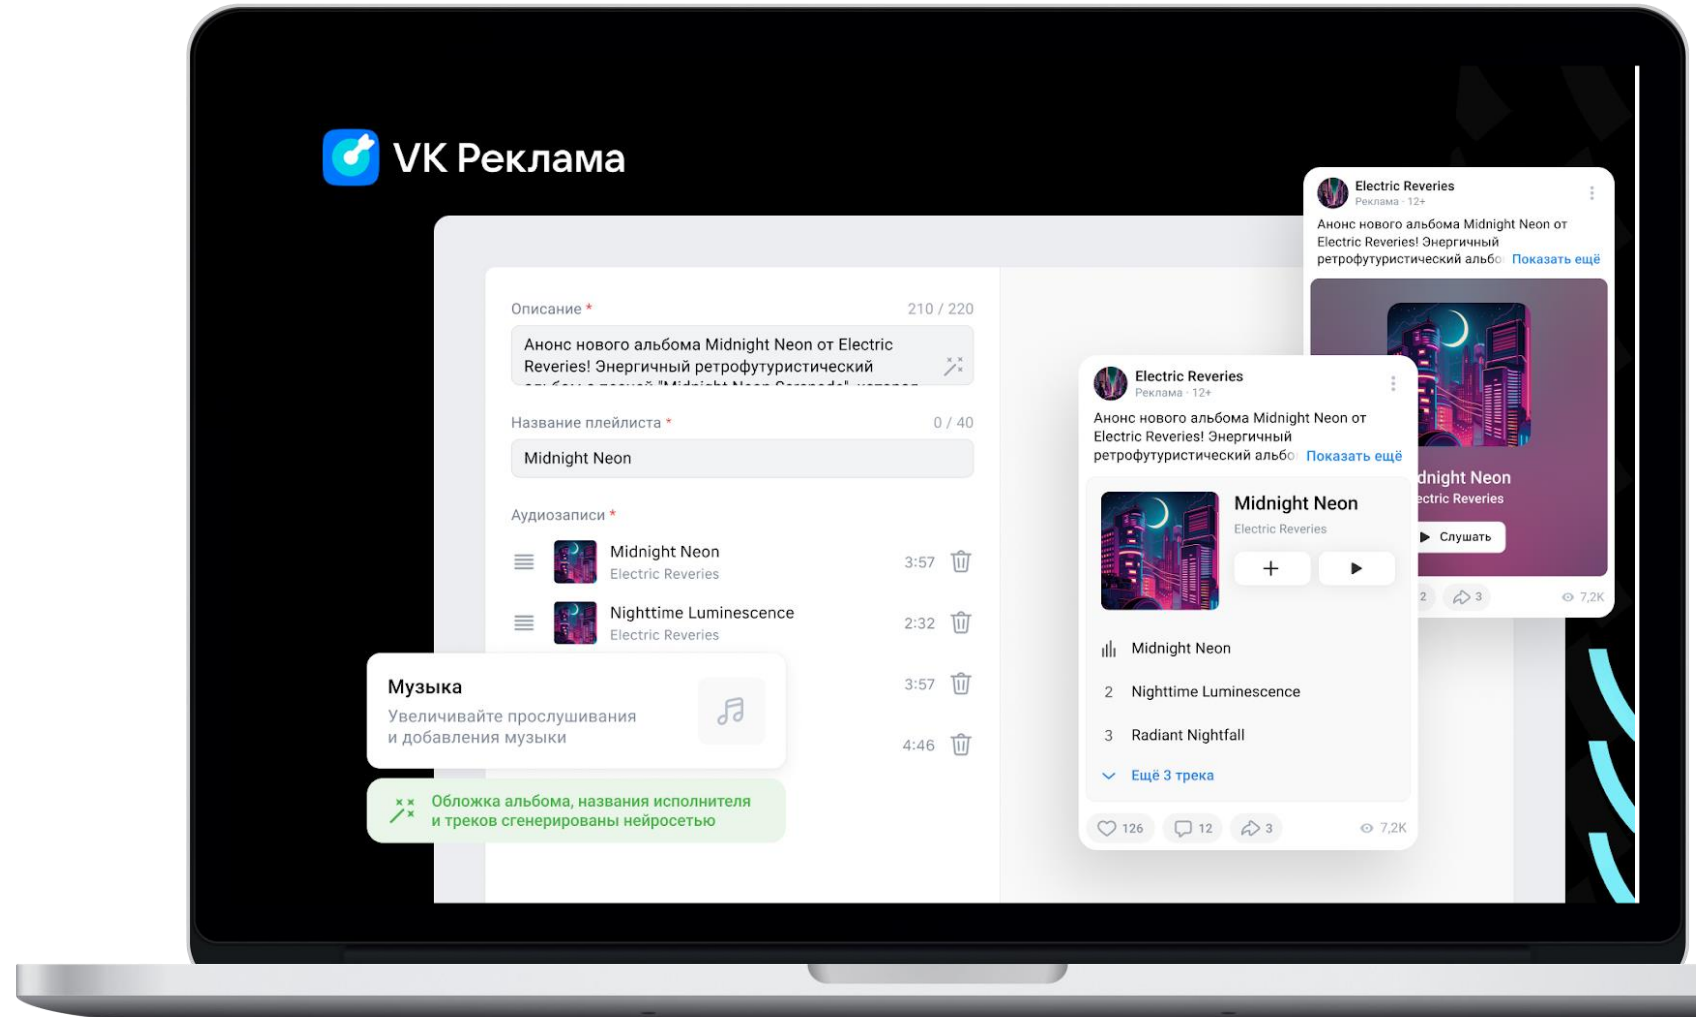 VK Реклама
Описание *
210 / 220
Анонс нового альбома Midnight Neon от Electric
Reveries! Энергичный ретрофутуристический
Название плейлиста *
0 / 40
Midnight Neon
Аудиозаписи *
Midnight Neon
Electric Reveries
3:57
Nighttime Luminescence
Electric Reveries
2:32
3:57
4:46
Музыка
Увеличивайте прослушивания
и добавления музыки
Обложка альбома, названия исполнителя
и треков сгенерированы нейросетью
Electric Reveries
Реклама · 12+
Анонс нового альбома Midnight Neon от
Electric Reveries! Энергичный
ретрофутуристический альбо Показать ещё
Midnight Neon
Electric Reveries
Midnight Neon
2 Nighttime Luminescence
3 Radiant Nightfall
Ещё 3 трека
126 12 3 7,2K
Electric Reveries
Реклама · 12+
Анонс нового альбома Midnight Neon от
Electric Reveries! Энергичный
ретрофутуристический альбо Показать ещё
dnight Neon
ectric Reveries
Слушать
2 3 7,2K